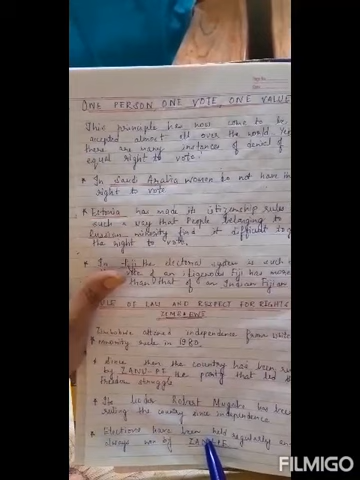 ONE PERSON, ONE VOTE, ONE VALUE
This principle has now come to be
accepted almost all over the world. Yet
there are many instances of denial of
equal right to vote.
* In Saudi Arabia women do not have
right to vote
* Estonia has made its citizenship rules
such a way that People Belonging to
Russian minority find it difficult to
the right to vote.
* In fiji the electoral system is such
vote of an indigenous Fiji has more
than that of an Indian Fijian
RULE OF LAW AND RESPECT FOR RIGHTS
ZIMBABWE
Zimbabwe attained independence from white
minority rule in 1980.
* Since then the country has been
by ZANU-PF the party that led
freedom struggle
* Its leader Robert Mugabe has been
ruling the country since independence
* Elections have been held regularly
always won by ZANU-PF
FILMIGO